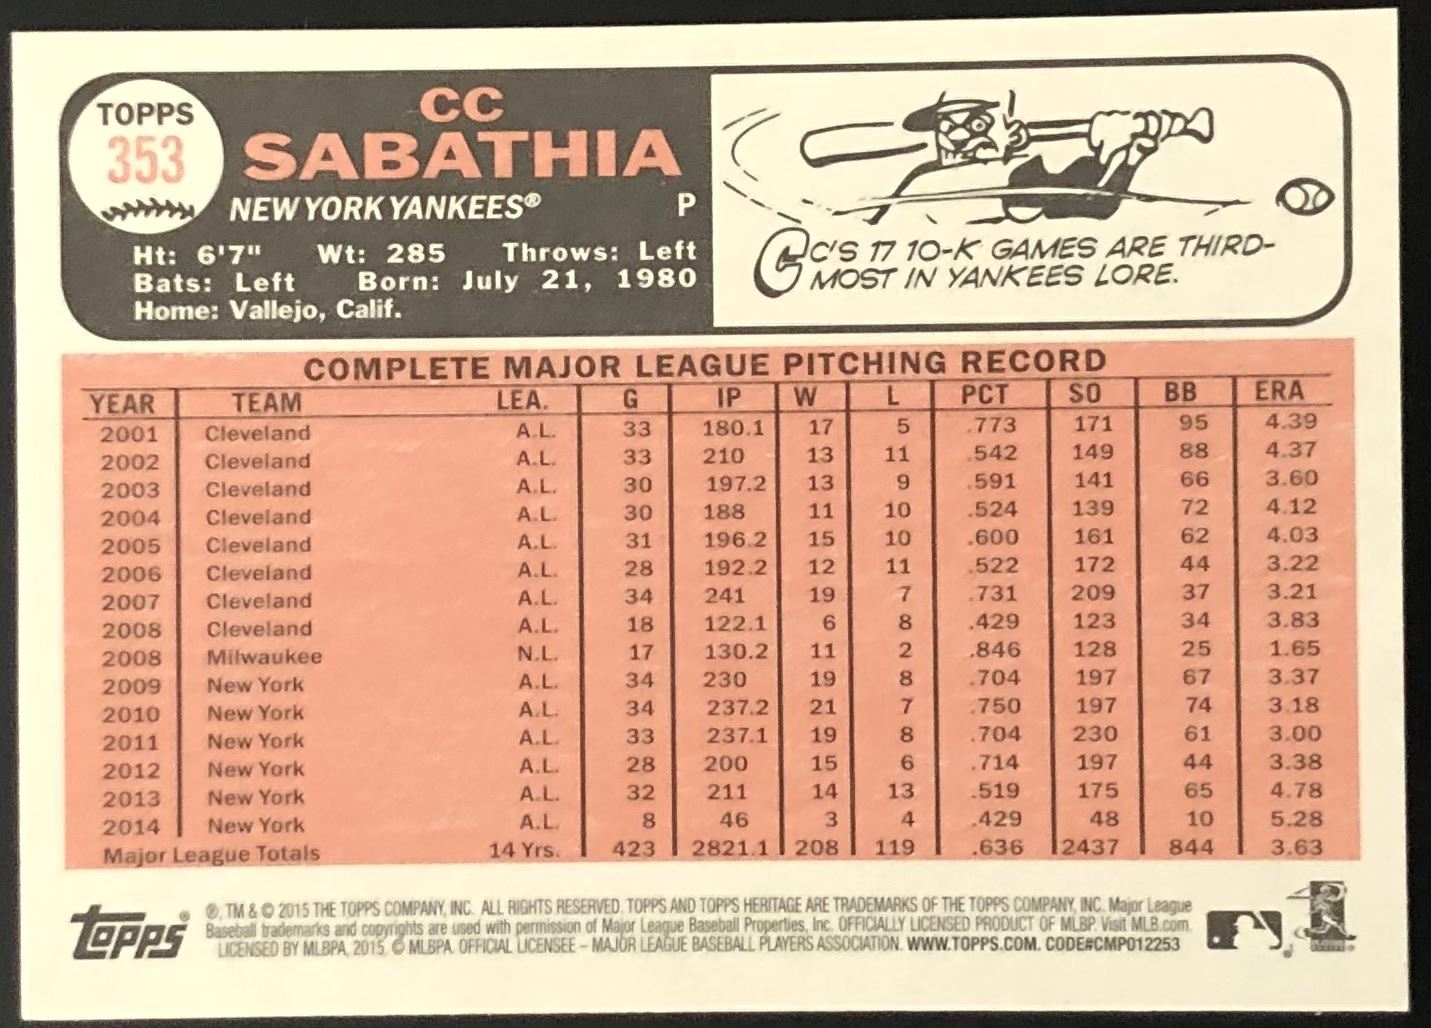 TOPPS
353
CC
SABATHIA
NEW YORK YANKEES® P
Ht: 6'7" Wt: 285 Throws: Left
Bats: Left Born: July 21, 1980
Home: Vallejo, Calif.
CC'S 17 10-K GAMES ARE THIRD-
MOST IN YANKEES LORE.
COMPLETE MAJOR LEAGUE PITCHING RECORD
YEAR TEAM LEA. G IP W L PCT SO BB ERA
2001 Cleveland A.L. 33 180.1 17 5 .773 171 95 4.39
2002 Cleveland A.L. 33 210 13 11 .542 149 88 4.37
2003 Cleveland A.L. 30 197.2 13 9 .591 141 66 3.60
2004 Cleveland A.L. 30 188 11 10 .524 139 72 4.12
2005 Cleveland A.L. 31 196.2 15 10 .600 161 62 4.03
2006 Cleveland A.L. 28 192.2 12 11 .522 172 44 3.22
2007 Cleveland A.L. 34 241 19 7 .731 209 37 3.21
2008 Cleveland A.L. 18 122.1 6 8 .429 123 34 3.83
2008 Milwaukee N.L. 17 130.2 11 2 .846 128 25 1.65
2009 New York A.L. 34 230 19 8 .704 197 67 3.37
2010 New York A.L. 34 237.2 21 7 .750 197 74 3.18
2011 New York A.L. 33 237.1 19 8 .704 230 61 3.00
2012 New York A.L. 28 200 15 6 .714 197 44 3.38
2013 New York A.L. 32 211 14 13 .519 175 65 4.78
2014 New York A.L. 8 46 3 4 .429 48 10 5.28
Major League Totals 14 Yrs. 423 2821.1 208 119 .636 2437 844 3.63
TOPPS®
®, TM & © 2015 THE TOPPS COMPANY, INC. ALL RIGHTS RESERVED. TOPPS AND TOPPS HERITAGE ARE TRADEMARKS OF THE TOPPS COMPANY, INC. Major League
Baseball trademarks and copyrights are used with permission of Major League Baseball Properties, Inc. OFFICIALLY LICENSED PRODUCT OF MLBP. Visit MLB.com.
LICENSED BY MLBPA, 2015. © MLBPA. OFFICIAL LICENSEE – MAJOR LEAGUE BASEBALL PLAYERS ASSOCIATION. WWW.TOPPS.COM. CODE#CMP012253